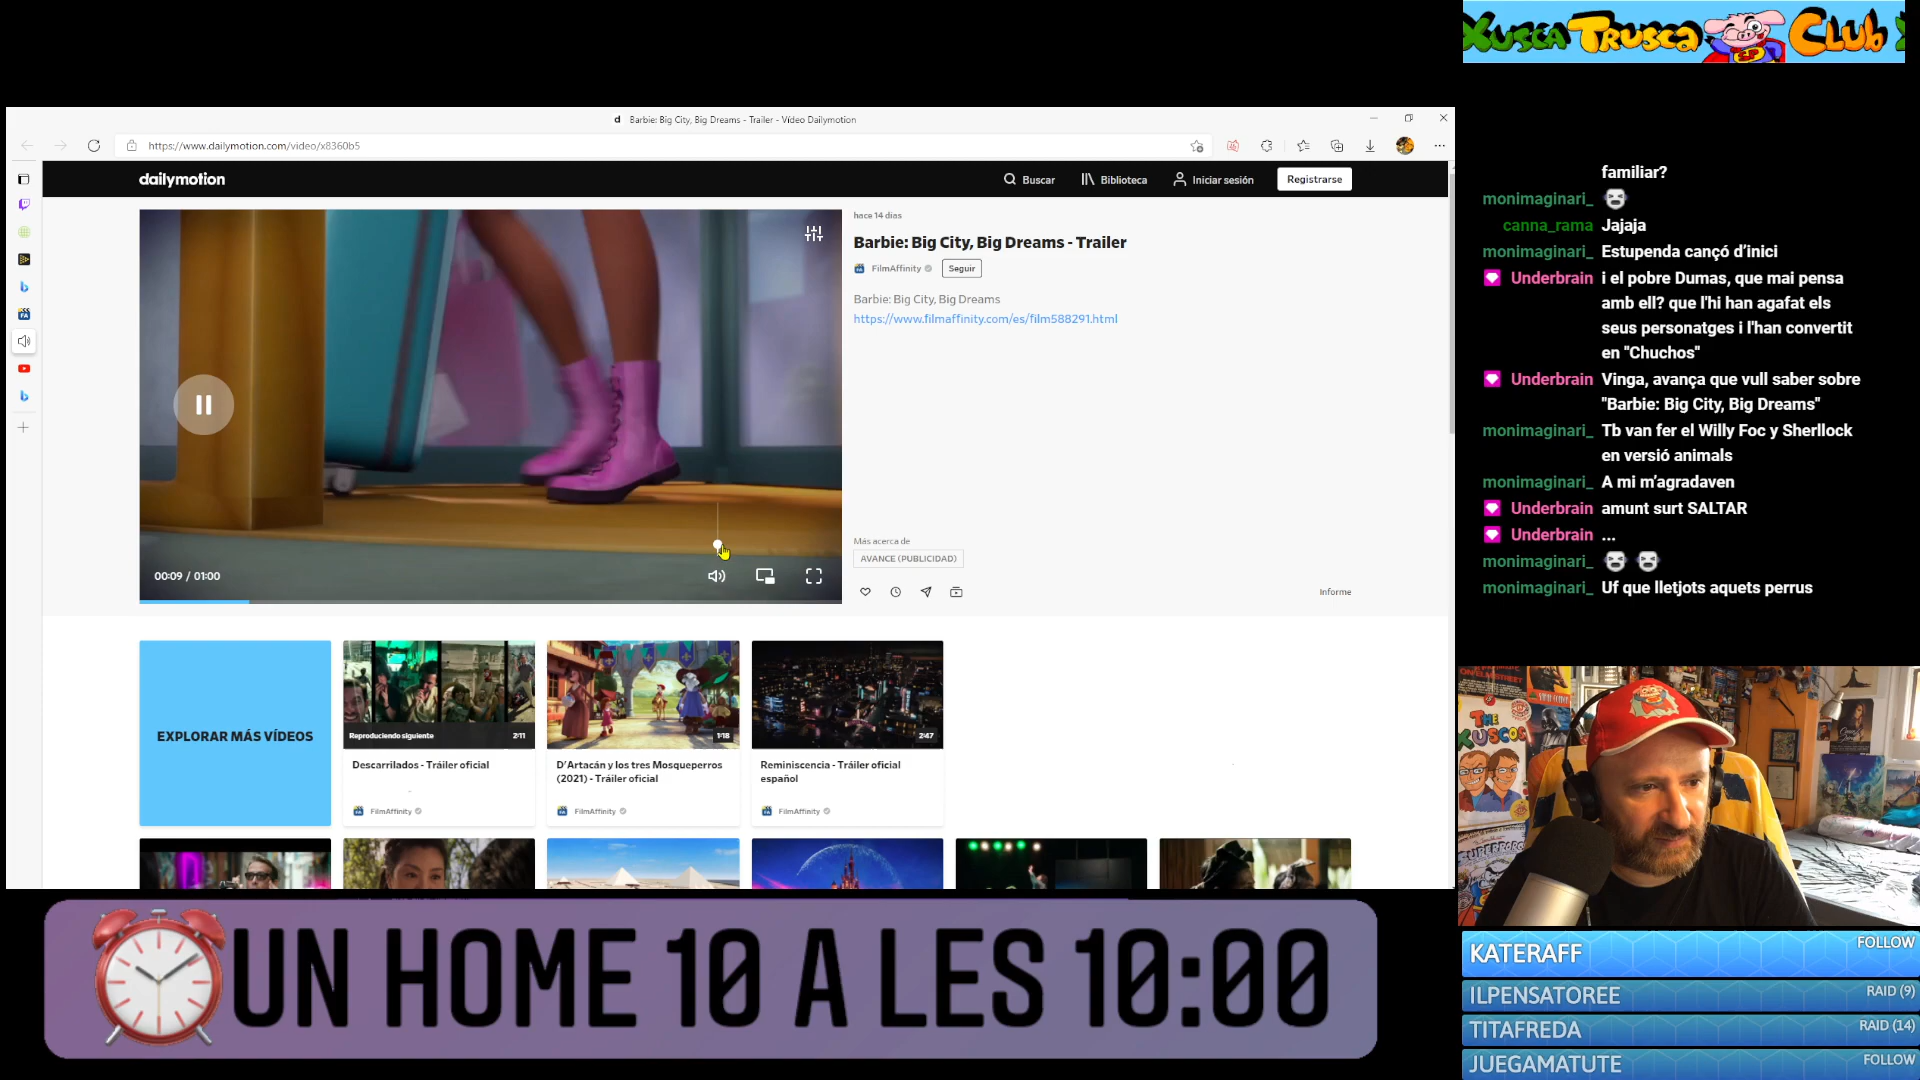 XUSCA TRUSCA CLUB
EP
d Barbie: Big City, Big Dreams - Trailer - Vídeo Dailymotion
https://www.dailymotion.com/video/x8360b5
dailymotion
Buscar
Biblioteca
Iniciar sesión
Registrarse
hace 14 días
Barbie: Big City, Big Dreams - Trailer
FilmAffinity
Seguir
Barbie: Big City, Big Dreams
https://www.filmaffinity.com/es/film588291.html
00:09 / 01:00
Más acerca de
AVANCE (PUBLICIDAD)
Informe
EXPLORAR MÁS VÍDEOS
Reproduciendo siguiente
2:11
Descarrilados - Tráiler oficial
FilmAffinity
1:18
D'Artacán y los tres Mosqueperros
(2021) - Tráiler oficial
FilmAffinity
2:47
Reminiscencia - Tráiler oficial
español
FilmAffinity
familiar?
monimaginari_
canna_rama Jajaja
monimaginari_ Estupenda cançó d'inici
Underbrain i el pobre Dumas, que mai pensa
amb ell? que l'hi han agafat els
seus personatges i l'han convertit
en "Chuchos"
Underbrain Vinga, avança que vull saber sobre
"Barbie: Big City, Big Dreams"
monimaginari_ Tb van fer el Willy Foc y Sherllock
en versió animals
monimaginari_ A mi m'agradaven
Underbrain amunt surt SALTAR
Underbrain ...
monimaginari_
monimaginari_ Uf que lletjots aquets perrus
THE
XUSCOS
UN HOME 10 A LES 10:00
KATERAFF FOLLOW
ILPENSATOREE RAID (9)
TITAFREDA RAID (14)
JUEGAMATUTE FOLLOW